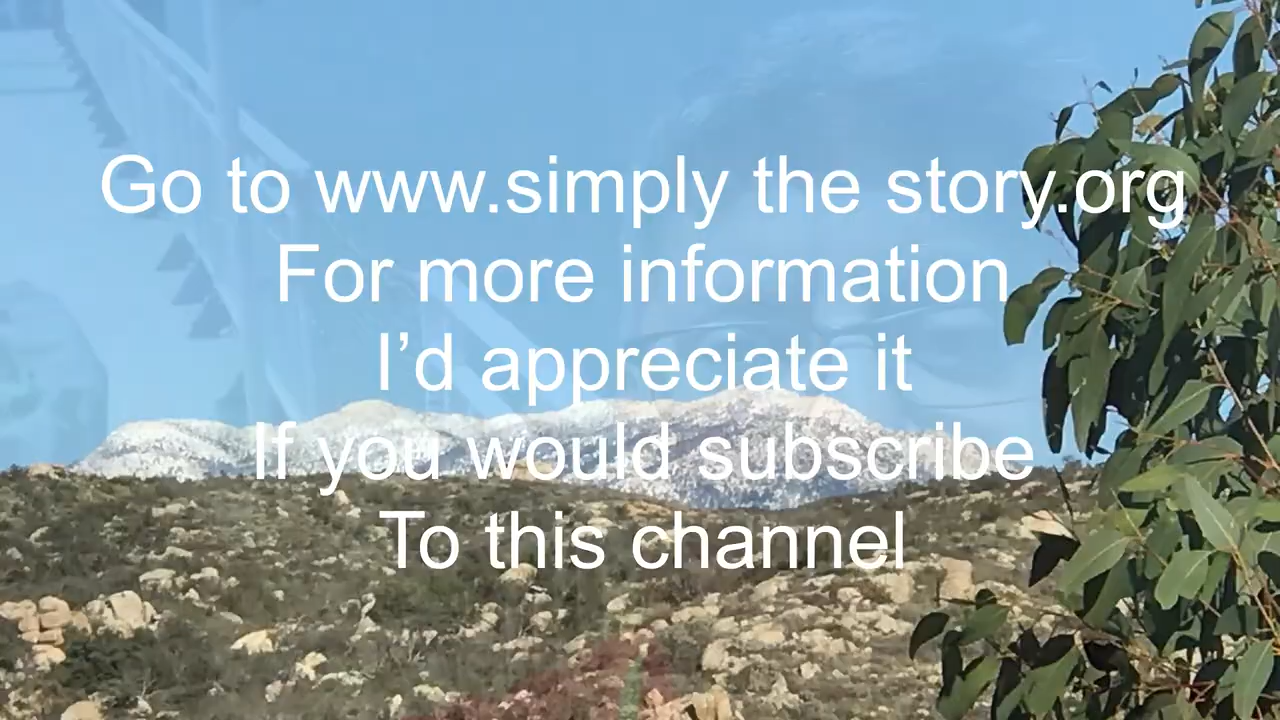 Go to www.simply the story.org
For more information
I’d appreciate it
If you would subscribe
To this channel